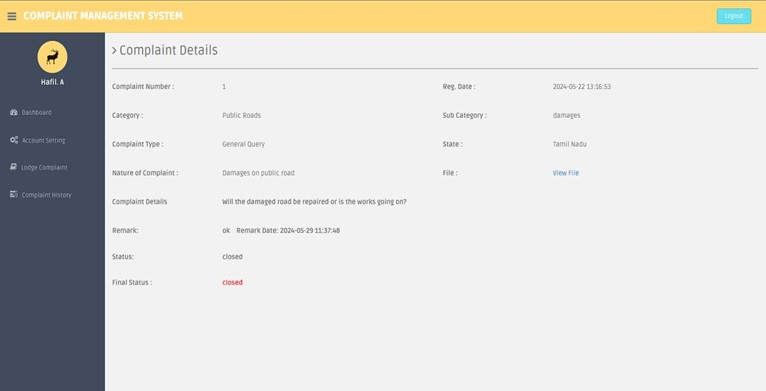 COMPLAINT MANAGEMENT SYSTEM
Logout
Hafil. A
Dashboard
Account Setting
Lodge Complaint
Complaint History
Complaint Details
Complaint Number : 1 Reg. Date : 2024-05-22 13:16:53
Category : Public Roads Sub Category : damages
Complaint Type : General Query State : Tamil Nadu
Nature of Complaint : Damages on public road File : View File
Complaint Details Will the damaged road be repaired or is the works going on?
Remark: ok Remark Date: 2024-05-29 11:37:48
Status: closed
Final Status : closed